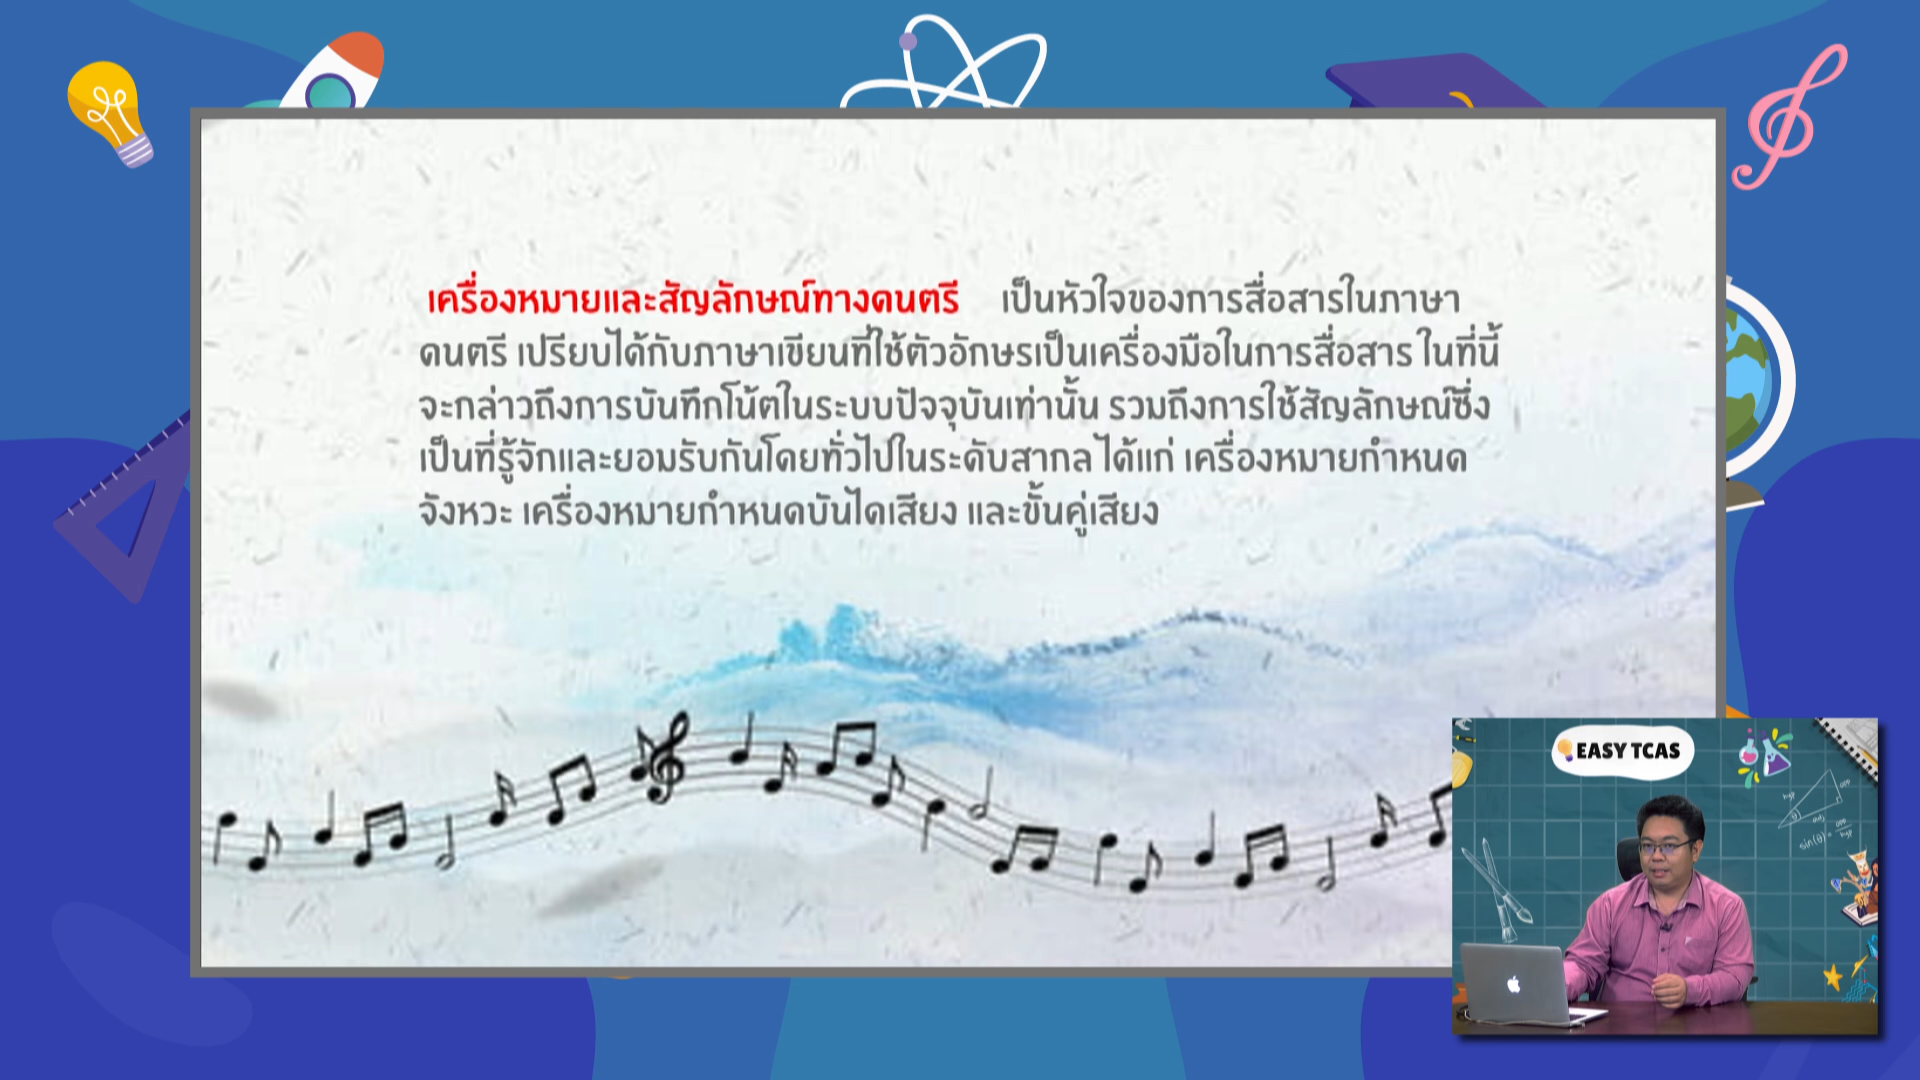 เครื่องหมายและสัญลักษณ์ทางดนตรี เป็นหัวใจของการสื่อสารในภาษา
ดนตรี เปรียบได้กับภาษาเขียนที่ใช้ตัวอักษรเป็นเครื่องมือในการสื่อสาร ในที่นี้
จะกล่าวถึงการบันทึกโน้ตในระบบปัจจุบันเท่านั้น รวมถึงการใช้สัญลักษณ์ซึ่ง
เป็นที่รู้จักและยอมรับกันโดยทั่วไปในระดับสากล ได้แก่ เครื่องหมายกำหนด
จังหวะ เครื่องหมายกำหนดบันไดเสียง และขั้นคู่เสียง
EASY TCAS